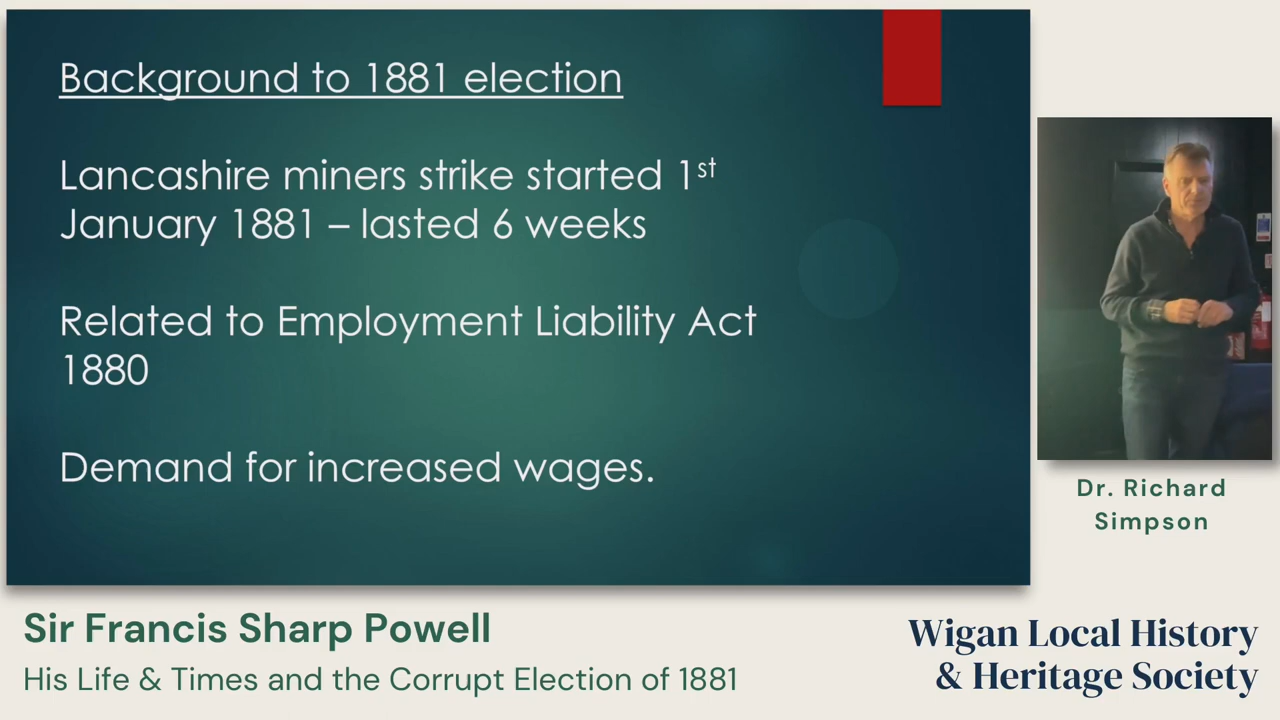 Background to 1881 election
Lancashire miners strike started 1st
January 1881 – lasted 6 weeks
Related to Employment Liability Act
1880
Demand for increased wages.
Dr. Richard
Simpson
Sir Francis Sharp Powell
His Life & Times and the Corrupt Election of 1881
Wigan Local History
& Heritage Society